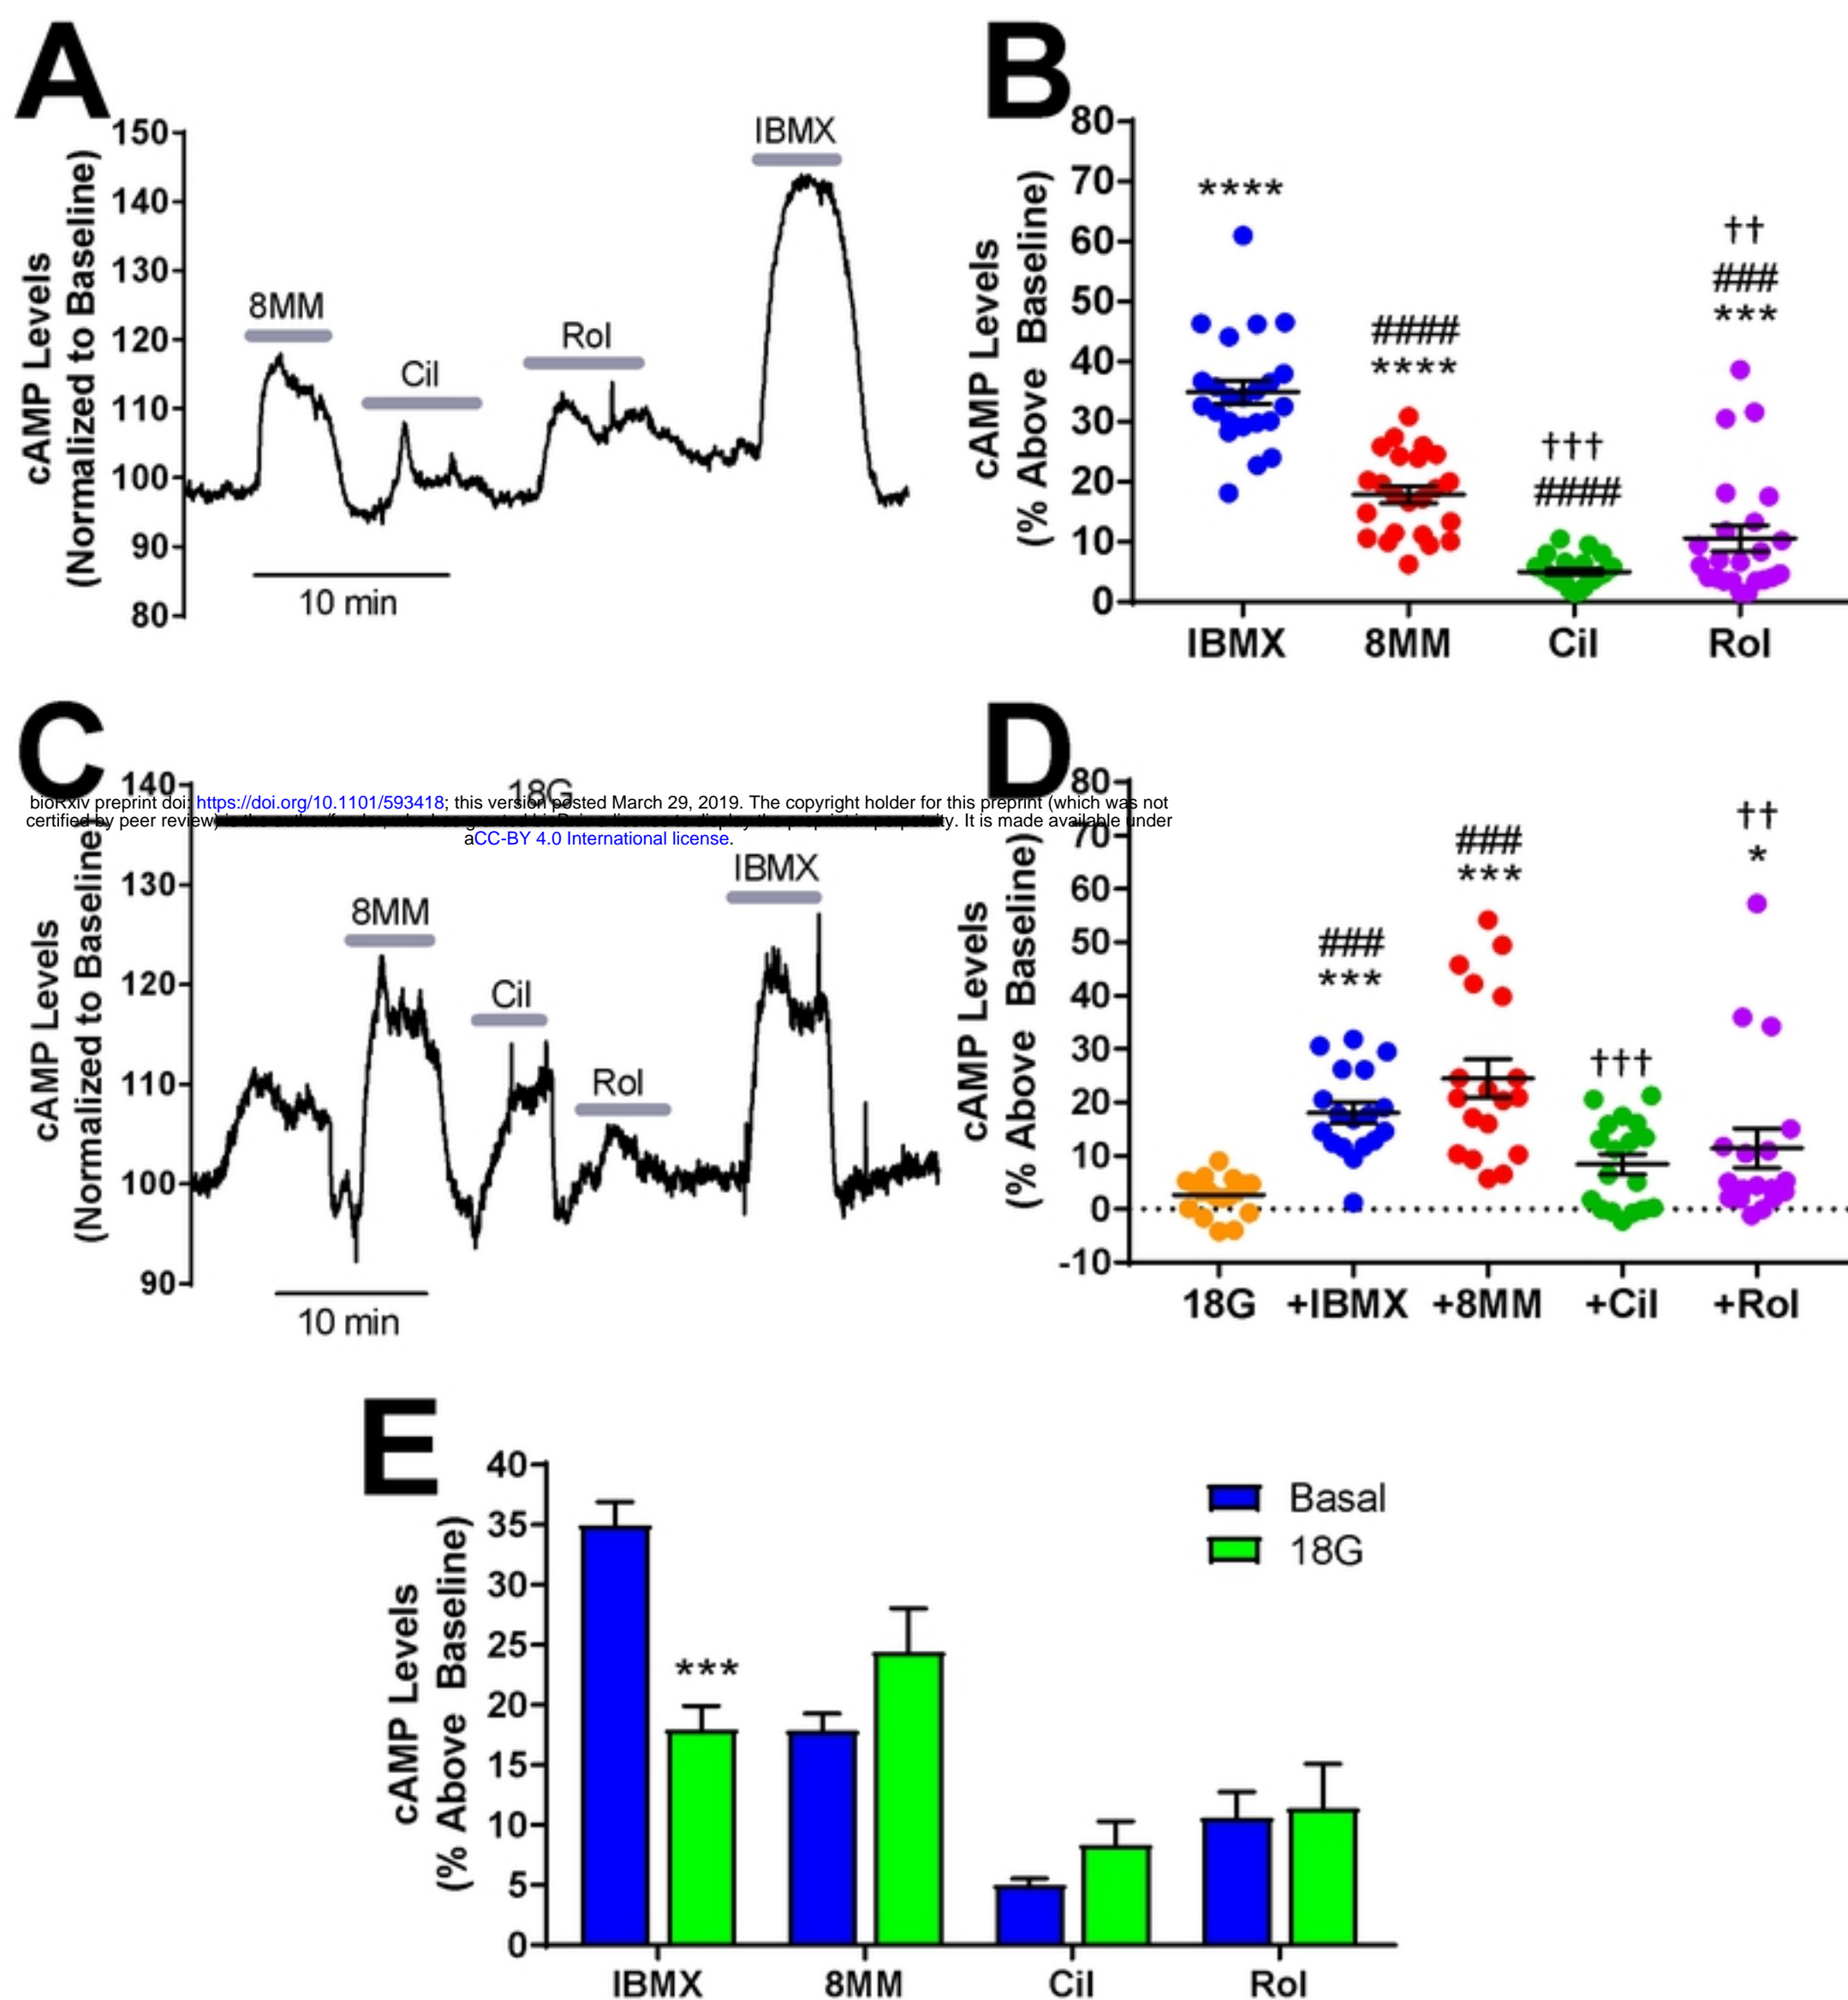 A
B
cAMP Levels
(Normalized to Baseline)
150
140
130
120
110
100
90
80
8MM
Cil
Rol
IBMX
10 min
cAMP Levels
(% Above Baseline)
80
70
60
50
40
30
20
10
0
****
####
****
†††
####
††
###
***
IBMX
8MM
Cil
Rol
C
D
bioRxiv preprint doi: https://doi.org/10.1101/593418; this version posted March 29, 2019. The copyright holder for this preprint (which was not
certified by peer review) . It is made available under
aCC-BY 4.0 International license.
cAMP Levels
(Normalized to Baseline)
140
130
120
110
100
90
18G
8MM
Cil
Rol
IBMX
10 min
cAMP Levels
(% Above Baseline)
80
70
60
50
40
30
20
10
0
-10
###
***
###
***
†††
††
*
18G
+IBMX
+8MM
+Cil
+Rol
E
cAMP Levels
(% Above Baseline)
40
35
30
25
20
15
10
5
0
***
Basal
18G
IBMX
8MM
Cil
Rol